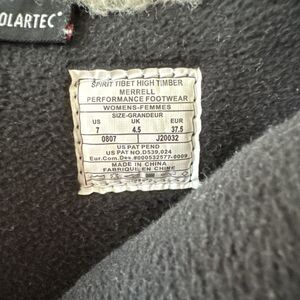 OLARTEC®
SPIRIT TIBET HIGH TIMBER
MERRELL
PERFORMANCE FOOTWEAR
WOMENS-FEMMES
SIZE-GRANDEUR
US UK EUR
7 4.5 37.5
0807 J20032
US PAT PEND
US PAT NO.D539,024
Eur.Com.Des.#000532577-0009
MADE IN CHINA
FABRIQUE EN CHINE